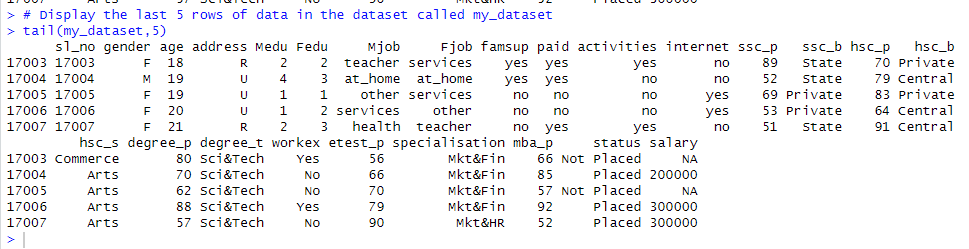 > # Display the last 5 rows of data in the dataset called my_dataset
> tail(my_dataset,5)
sl_no gender age address Medu Fedu Mjob Fjob famsup paid activities internet ssc_p ssc_b hsc_p hsc_b
17003 17003 F 18 R 2 2 teacher services yes yes yes no 89 State 70 Private
17004 17004 M 19 U 4 3 at_home at_home yes yes no no 52 State 79 Central
17005 17005 F 19 U 1 1 other services no no no yes 69 Private 83 Private
17006 17006 F 20 U 1 2 services other no no no yes 53 Private 64 Central
17007 17007 F 21 R 2 3 health teacher no yes yes no 51 State 91 Central
hsc_s degree_p degree_t workex etest_p specialisation mba_p status salary
17003 Commerce 80 Sci&Tech Yes 56 Mkt&Fin 66 Not Placed NA
17004 Arts 70 Sci&Tech No 66 Mkt&Fin 85 Placed 200000
17005 Arts 62 Sci&Tech No 70 Mkt&Fin 57 Not Placed NA
17006 Arts 88 Sci&Tech Yes 79 Mkt&Fin 92 Placed 300000
17007 Arts 57 Sci&Tech No 90 Mkt&HR 52 Placed 300000
>